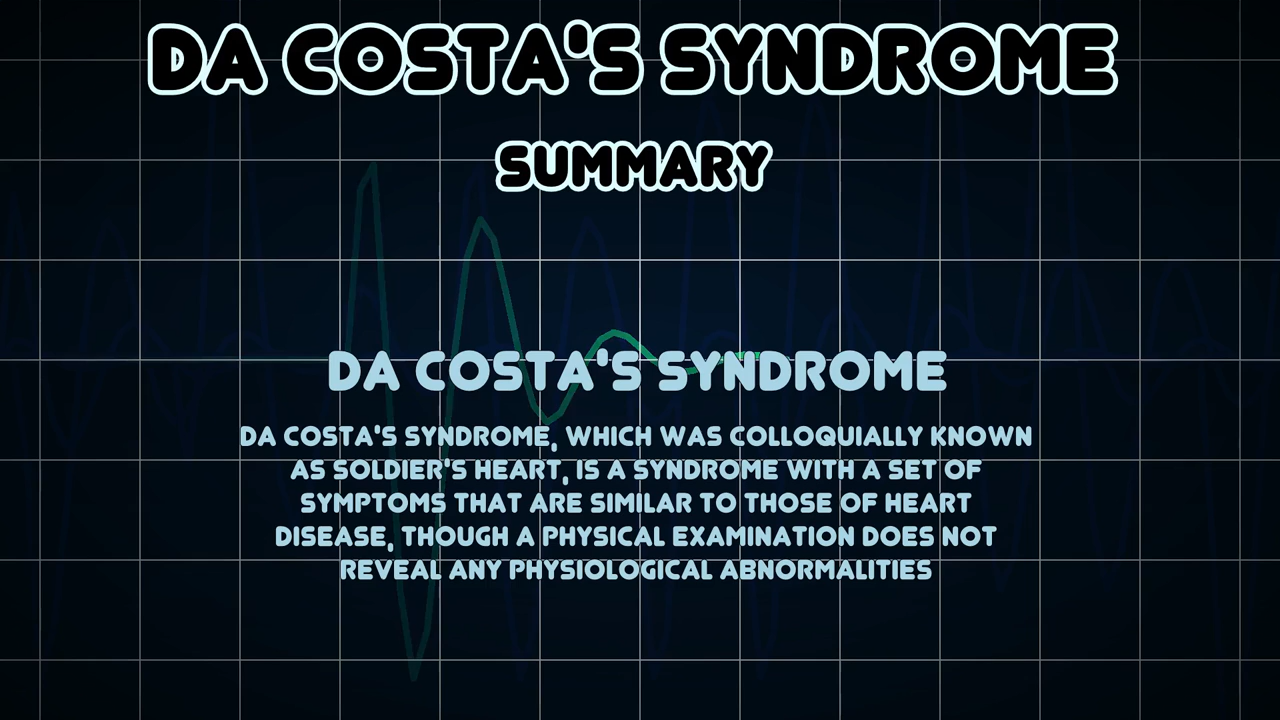 DA COSTA'S SYNDROME
SUMMARY
DA COSTA'S SYNDROME
DA COSTA'S SYNDROME, WHICH WAS COLLOQUIALLY KNOWN
AS SOLDIER'S HEART, IS A SYNDROME WITH A SET OF
SYMPTOMS THAT ARE SIMILAR TO THOSE OF HEART
DISEASE, THOUGH A PHYSICAL EXAMINATION DOES NOT
REVEAL ANY PHYSIOLOGICAL ABNORMALITIES